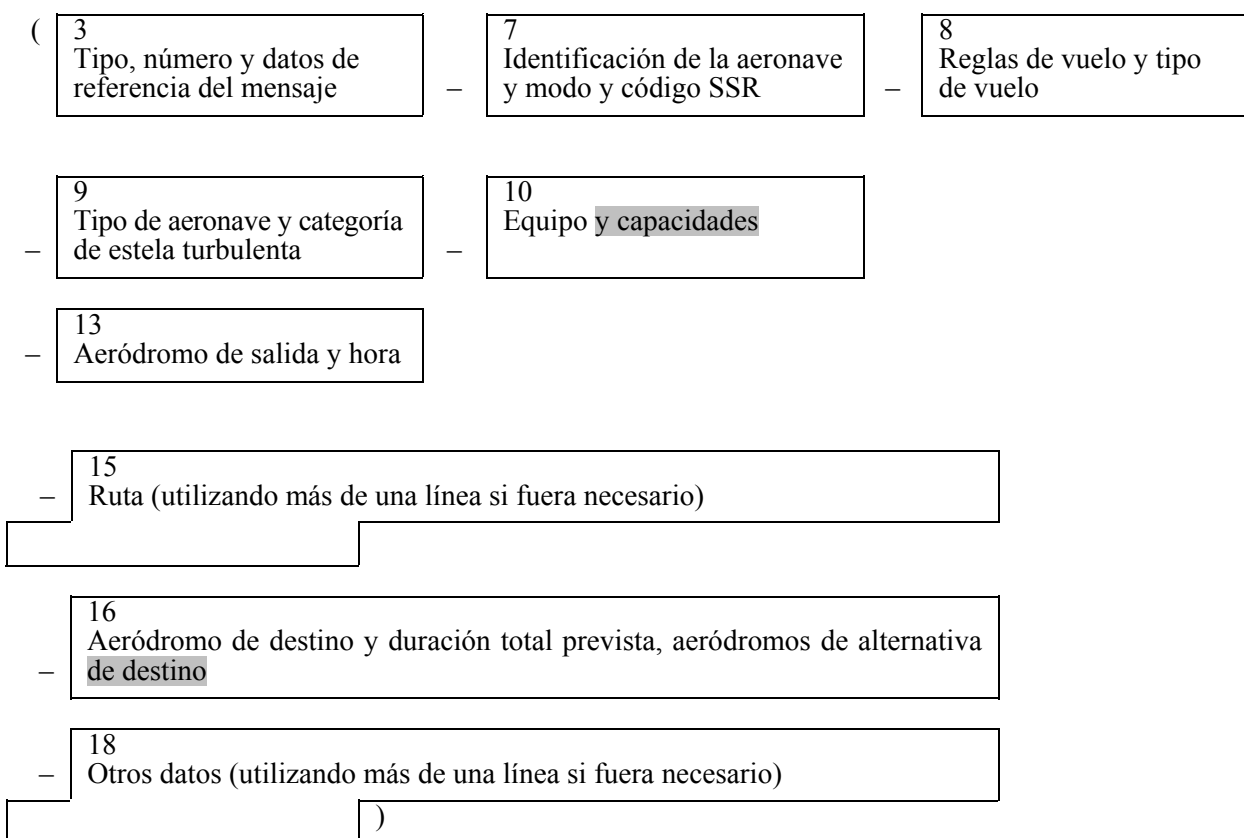 ( 3
Tipo, número y datos de
referencia del mensaje
– 7
Identificación de la aeronave
y modo y código SSR
– 8
Reglas de vuelo y tipo
de vuelo
– 9
Tipo de aeronave y categoría
de estela turbulenta
– 10
Equipo y capacidades
– 13
Aeródromo de salida y hora
– 15
Ruta (utilizando más de una línea si fuera necesario)
– 16
Aeródromo de destino y duración total prevista, aeródromos de alternativa
de destino
– 18
Otros datos (utilizando más de una línea si fuera necesario)
)